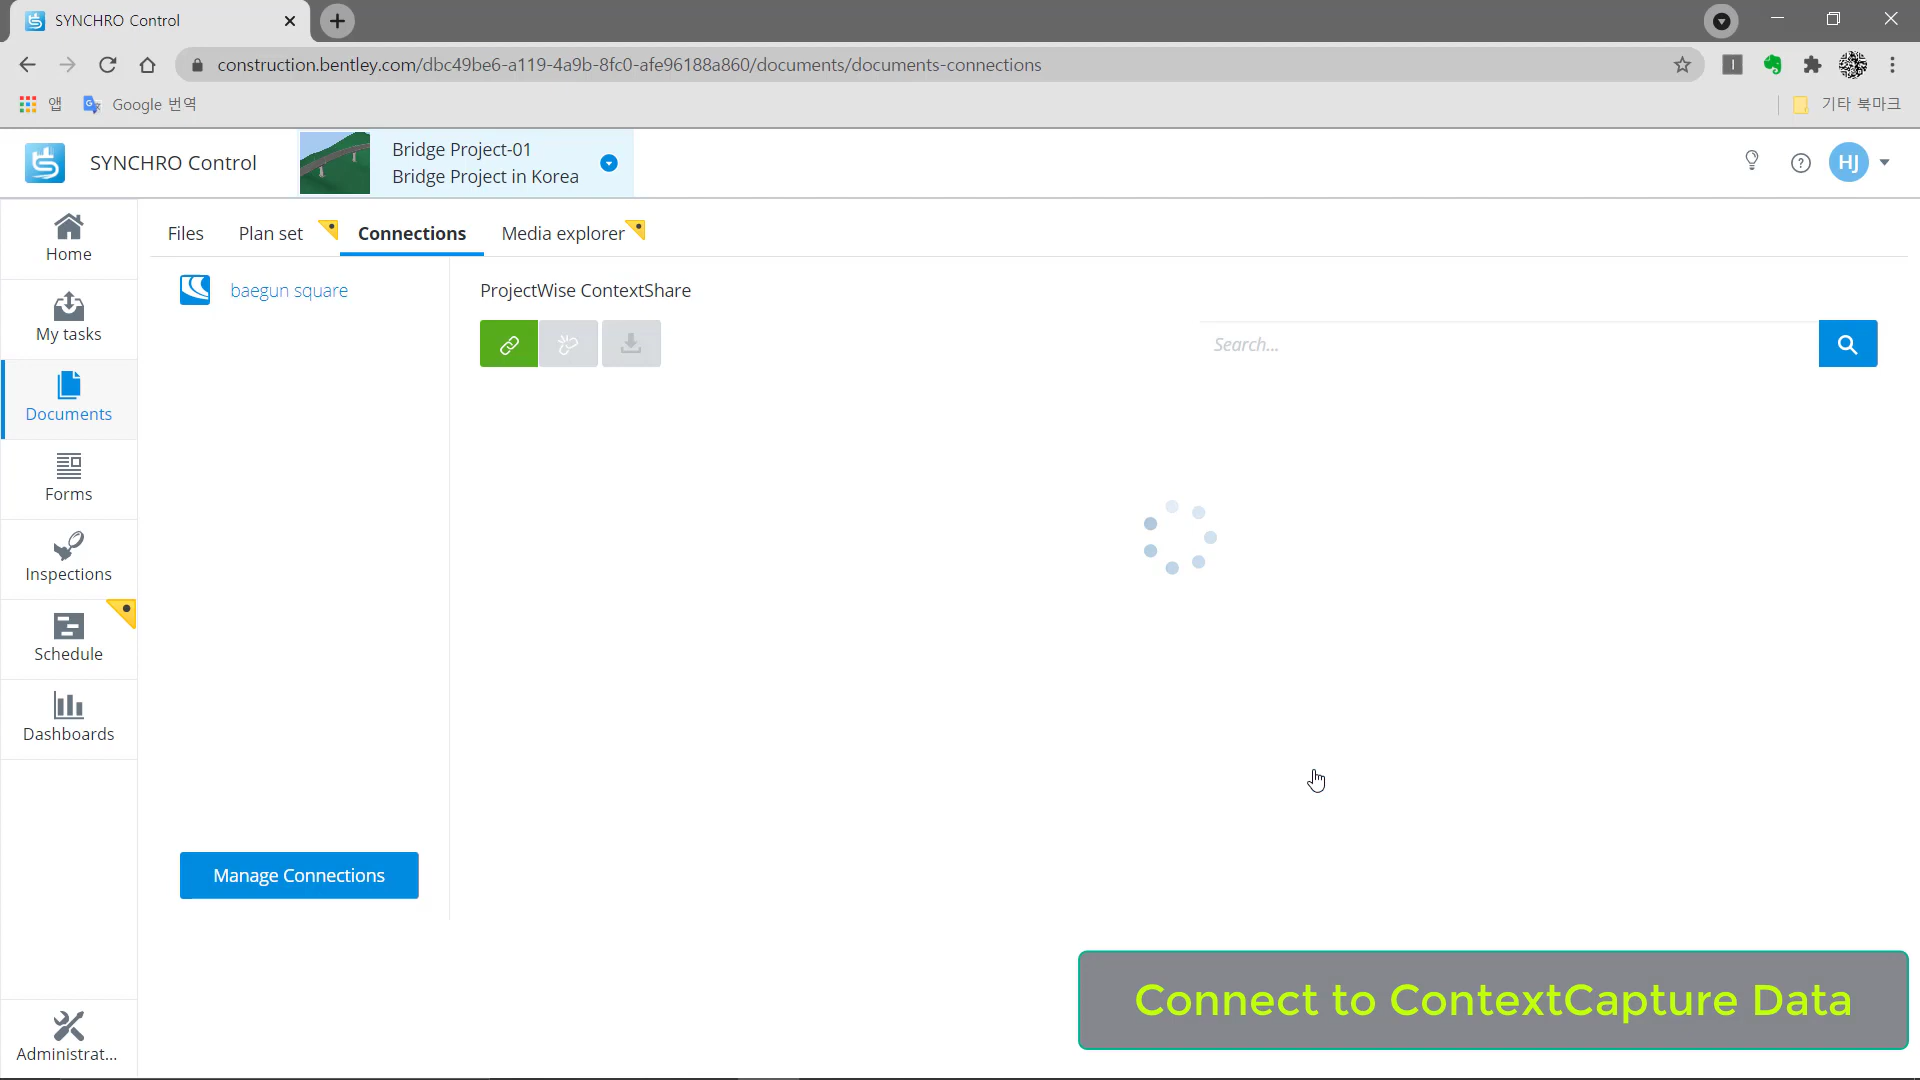 SYNCHRO Control
construction.bentley.com/dbc49be6-a119-4a9b-8fc0-afe96188a860/documents/documents-connections
앱
Google 번역
기타 북마크
SYNCHRO Control
Bridge Project-01
Bridge Project in Korea
HJ
Home
My tasks
Documents
Forms
Inspections
Schedule
Dashboards
Administrat...
Files
Plan set
Connections
Media explorer
baegun square
ProjectWise ContextShare
Search...
Manage Connections
Connect to ContextCapture Data